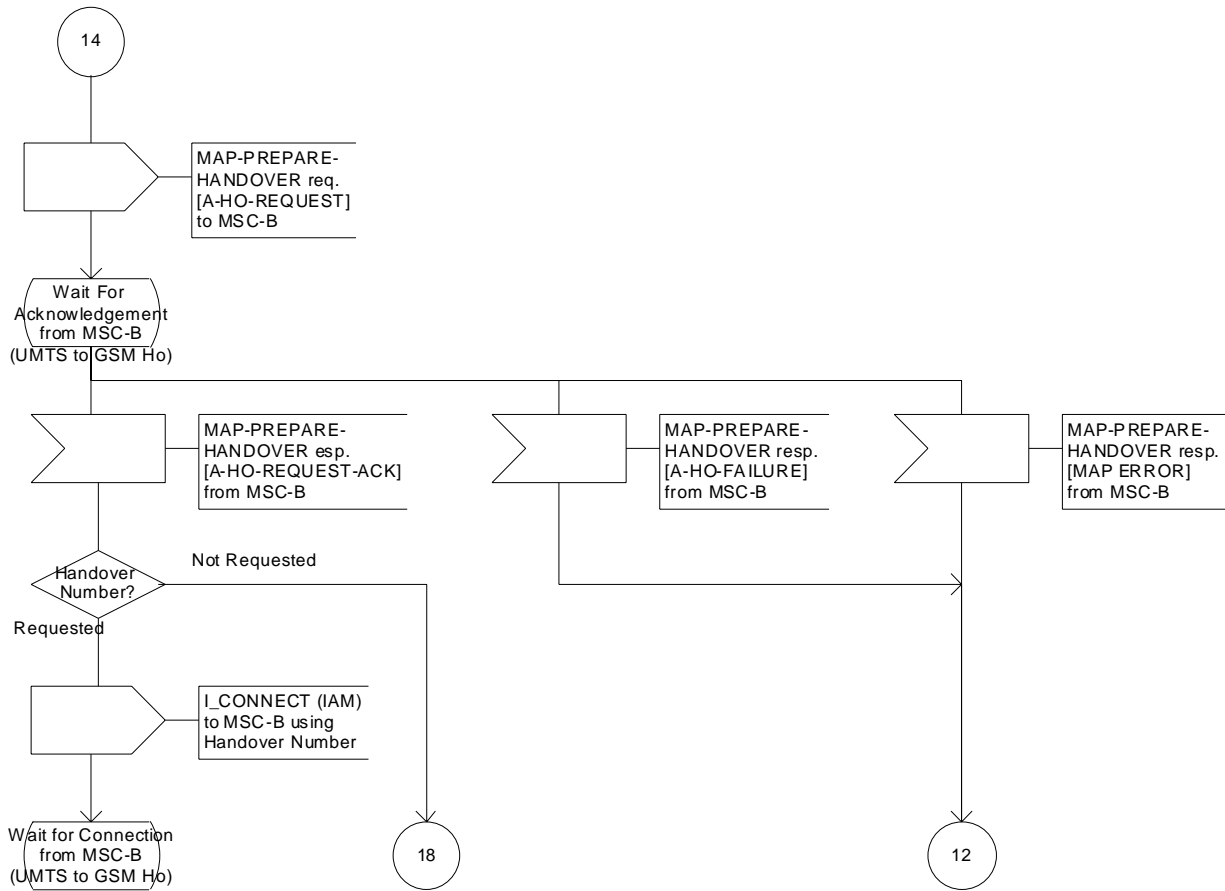 14
MAP-PREPARE-
HANDOVER req.
[A-HO-REQUEST]
to MSC-B
Wait For
Acknowledgement
from MSC-B
(UMTS to GSM Ho)
MAP-PREPARE-
HANDOVER esp.
[A-HO-REQUEST-ACK]
from MSC-B
MAP-PREPARE-
HANDOVER resp.
[A-HO-FAILURE]
from MSC-B
MAP-PREPARE-
HANDOVER resp.
[MAP ERROR]
from MSC-B
Handover
Number?
Not Requested
Requested
I_CONNECT (IAM)
to MSC-B using
Handover Number
Wait for Connection
from MSC-B
(UMTS to GSM Ho)
18
12